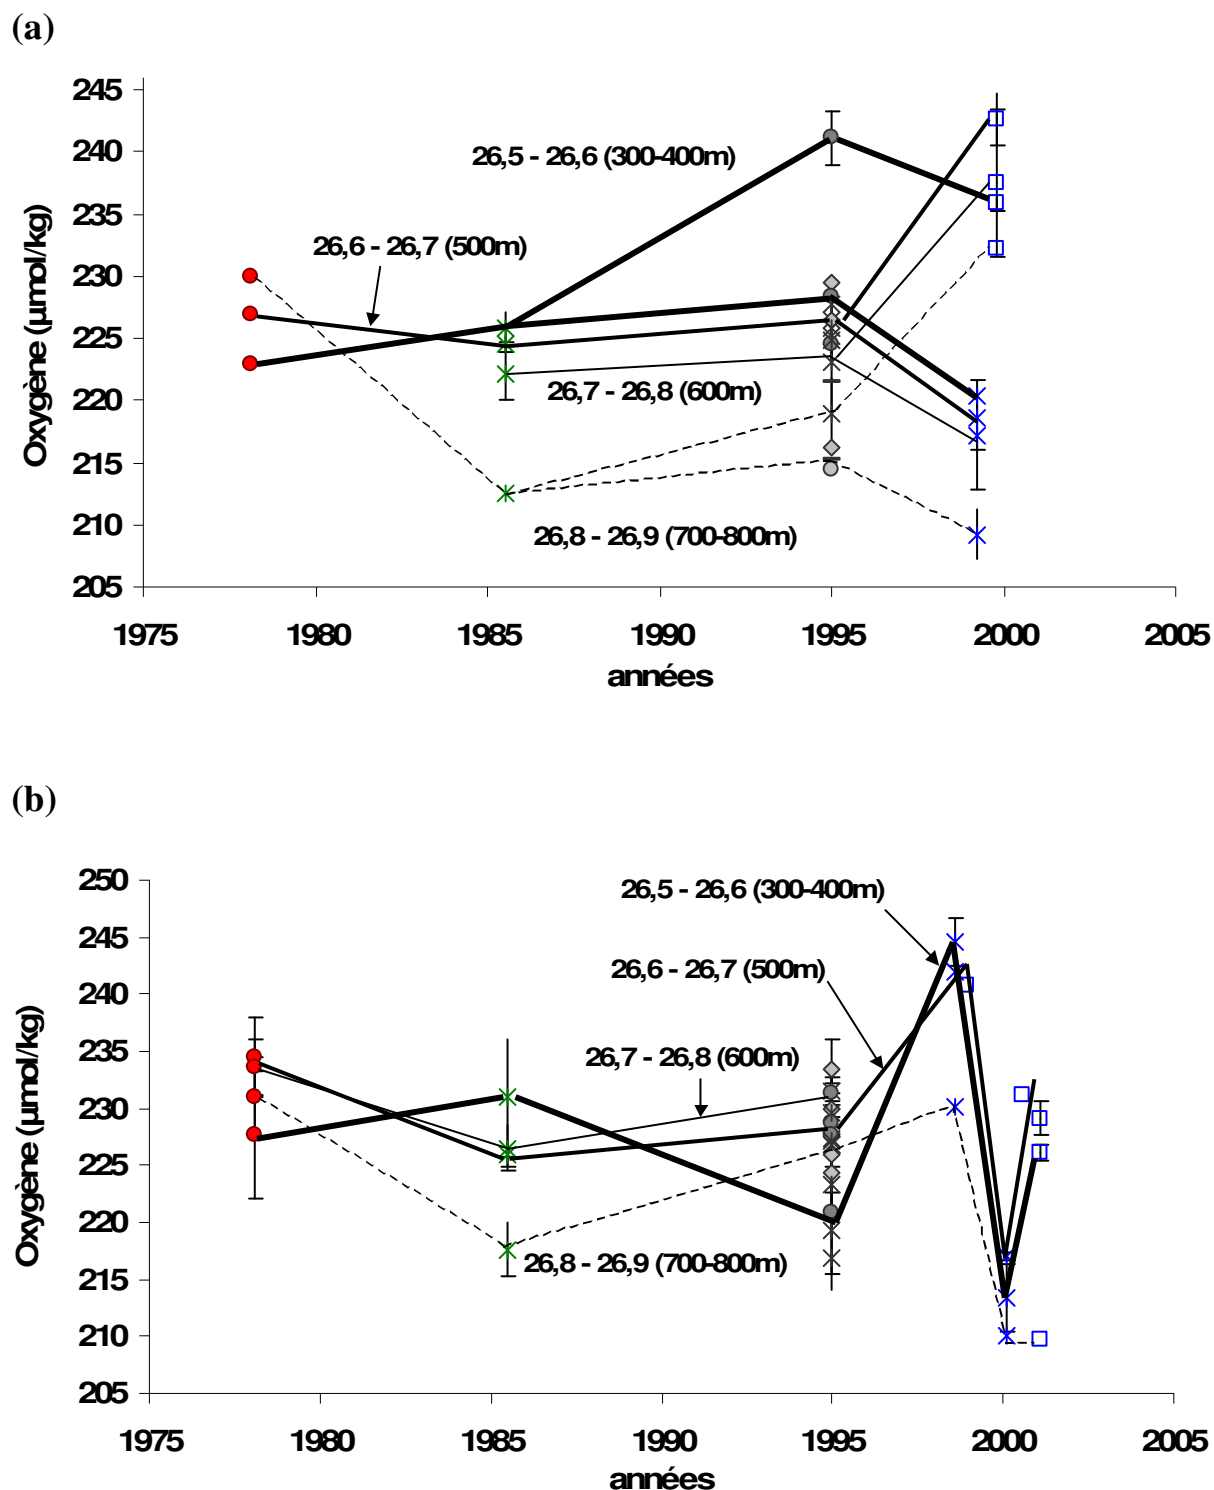 (a)
245
240
235
230
225
220
215
210
205
Oxygène (µmol/kg)
26,5 - 26,6 (300-400m)
26,6 - 26,7 (500m)
26,7 - 26,8 (600m)
26,8 - 26,9 (700-800m)
1975 1980 1985 1990 1995 2000 2005
années
(b)
250
245
240
235
230
225
220
215
210
205
Oxygène (µmol/kg)
26,5 - 26,6 (300-400m)
26,6 - 26,7 (500m)
26,7 - 26,8 (600m)
26,8 - 26,9 (700-800m)
1975 1980 1985 1990 1995 2000 2005
années